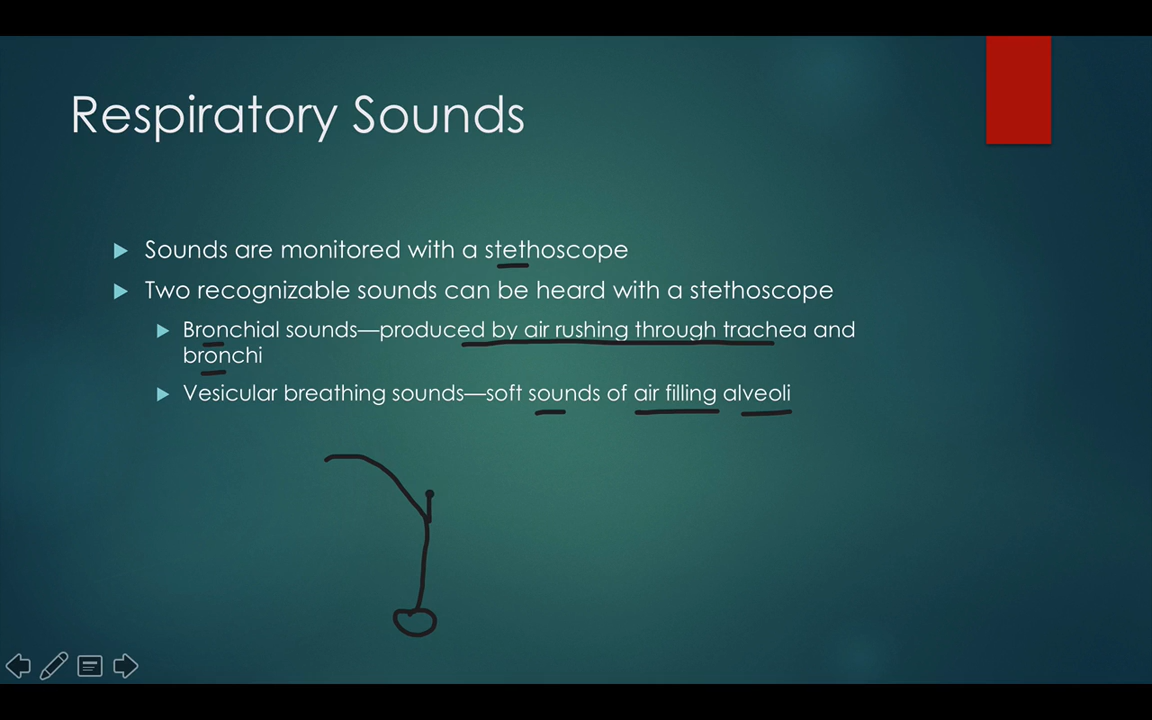 Respiratory Sounds
Sounds are monitored with a stethoscope
Two recognizable sounds can be heard with a stethoscope
Bronchial sounds—produced by air rushing through trachea and
bronchi
Vesicular breathing sounds—soft sounds of air filling alveoli